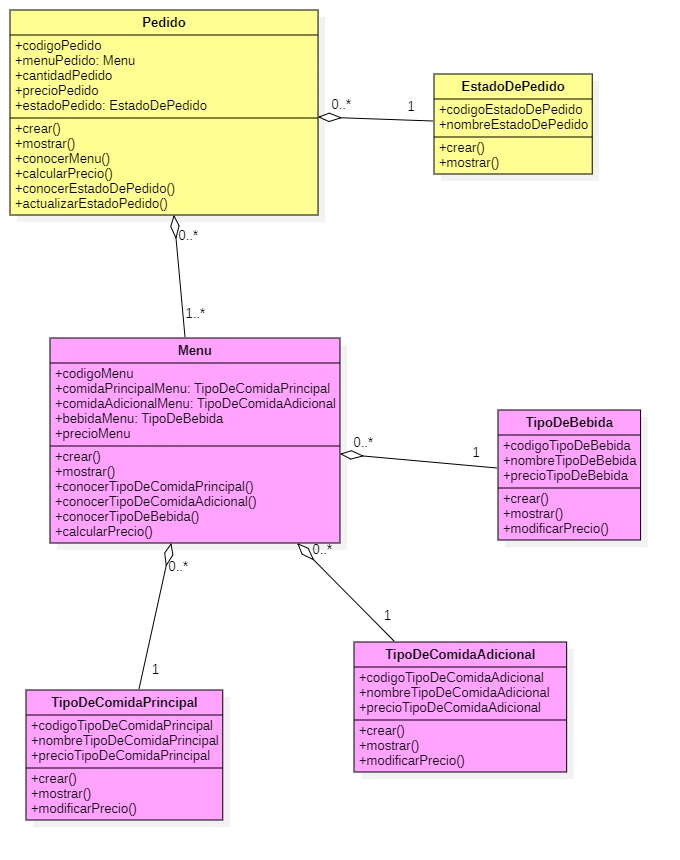 Pedido
+codigoPedido
+menuPedido: Menu
+cantidadPedido
+precioPedido
+estadoPedido: EstadoDePedido
+crear()
+mostrar()
+conocerMenu()
+calcularPrecio()
+conocerEstadoDePedido()
+actualizarEstadoPedido()
0..*
1
EstadoDePedido
+codigoEstadoDePedido
+nombreEstadoDePedido
+crear()
+mostrar()
0..*
1..*
Menu
+codigoMenu
+comidaPrincipalMenu: TipoDeComidaPrincipal
+comidaAdicionalMenu: TipoDeComidaAdicional
+bebidaMenu: TipoDeBebida
+precioMenu
+crear()
+mostrar()
+conocerTipoDeComidaPrincipal()
+conocerTipoDeComidaAdicional()
+conocerTipoDeBebida()
+calcularPrecio()
0..*
1
TipoDeBebida
+codigoTipoDeBebida
+nombreTipoDeBebida
+precioTipoDeBebida
+crear()
+mostrar()
+modificarPrecio()
0..*
1
0..*
1
TipoDeComidaAdicional
+codigoTipoDeComidaAdicional
+nombreTipoDeComidaAdicional
+precioTipoDeComidaAdicional
+crear()
+mostrar()
+modificarPrecio()
TipoDeComidaPrincipal
+codigoTipoDeComidaPrincipal
+nombreTipoDeComidaPrincipal
+precioTipoDeComidaPrincipal
+crear()
+mostrar()
+modificarPrecio()